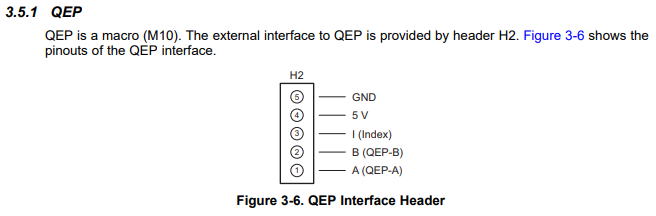 3.5.1 QEP
QEP is a macro (M10). The external interface to QEP is provided by header H2. Figure 3-6 shows the
pinouts of the QEP interface.
H2
5 GND
4 5 V
3 I (Index)
2 B (QEP-B)
1 A (QEP-A)
Figure 3-6. QEP Interface Header